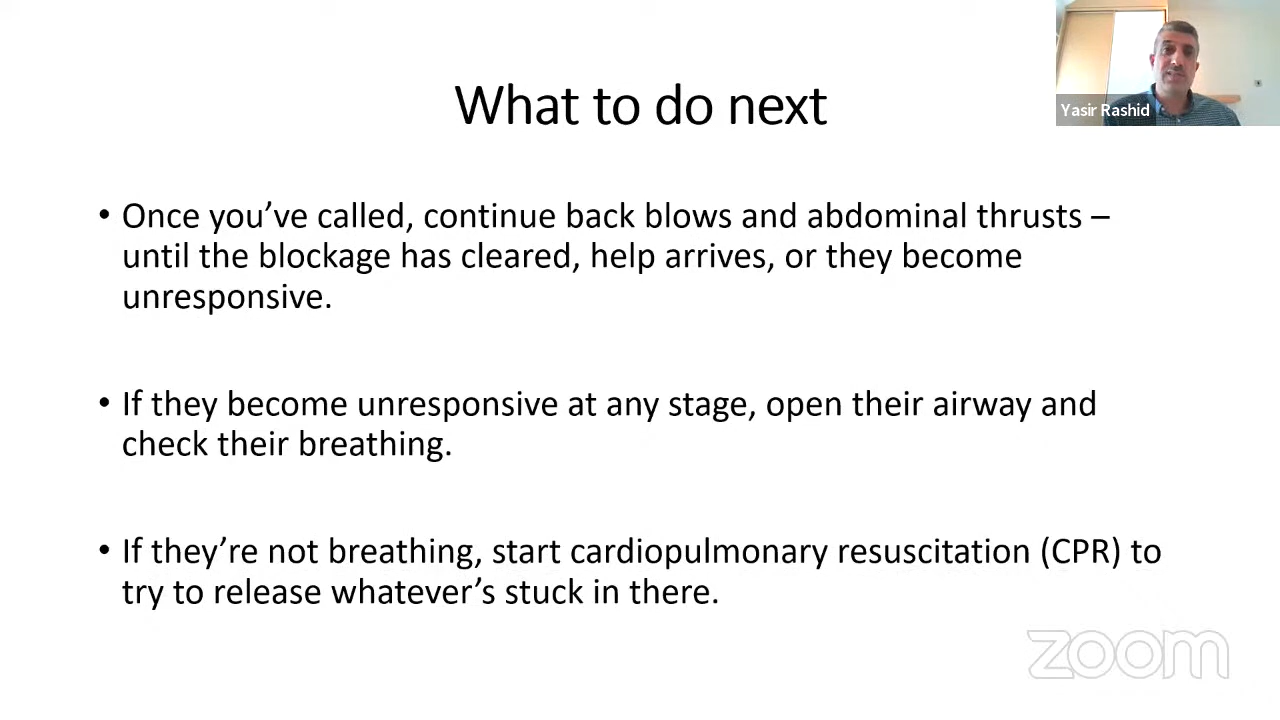 Yasir Rashid
What to do next
• Once you’ve called, continue back blows and abdominal thrusts –
until the blockage has cleared, help arrives, or they become
unresponsive.
• If they become unresponsive at any stage, open their airway and
check their breathing.
• If they’re not breathing, start cardiopulmonary resuscitation (CPR) to
try to release whatever’s stuck in there.
zoom